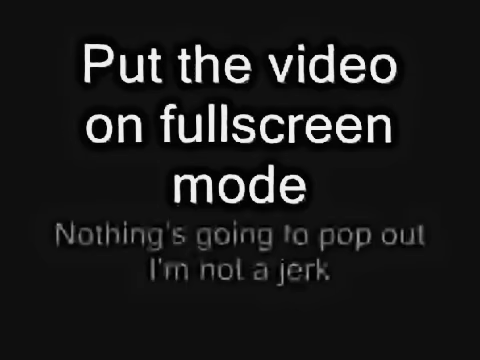 Put the video
on fullscreen
mode
Nothing's going to pop out
I'm not a jerk